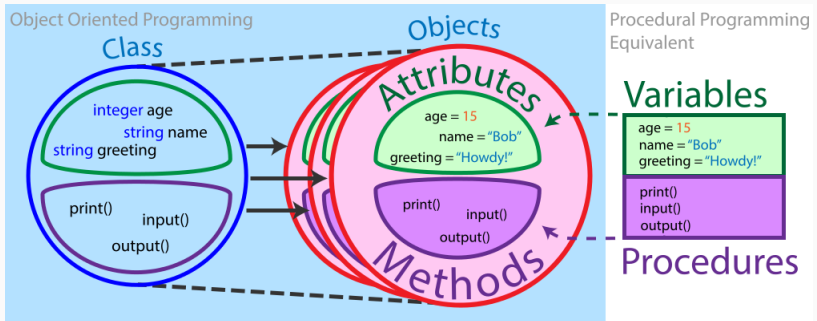 Object Oriented Programming
Class
integer age
string name
string greeting
print()
input()
output()
Objects
Attributes
age = 15
name = “Bob”
greeting = “Howdy!”
print()
input()
output()
Methods
Procedural Programming
Equivalent
Variables
age = 15
name = “Bob”
greeting = “Howdy!”
print()
input()
output()
Procedures